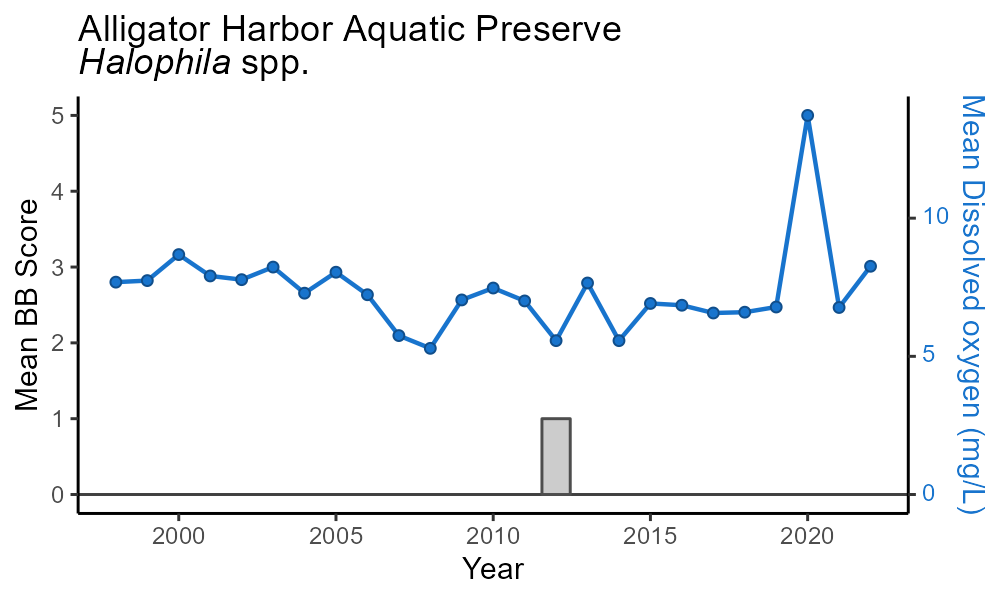 Alligator Harbor Aquatic Preserve
Halophila spp.
Mean BB Score
5
4
3
2
1
0
10
5
0
Mean Dissolved oxygen (mg/L)
2000 2005 2010 2015 2020
Year